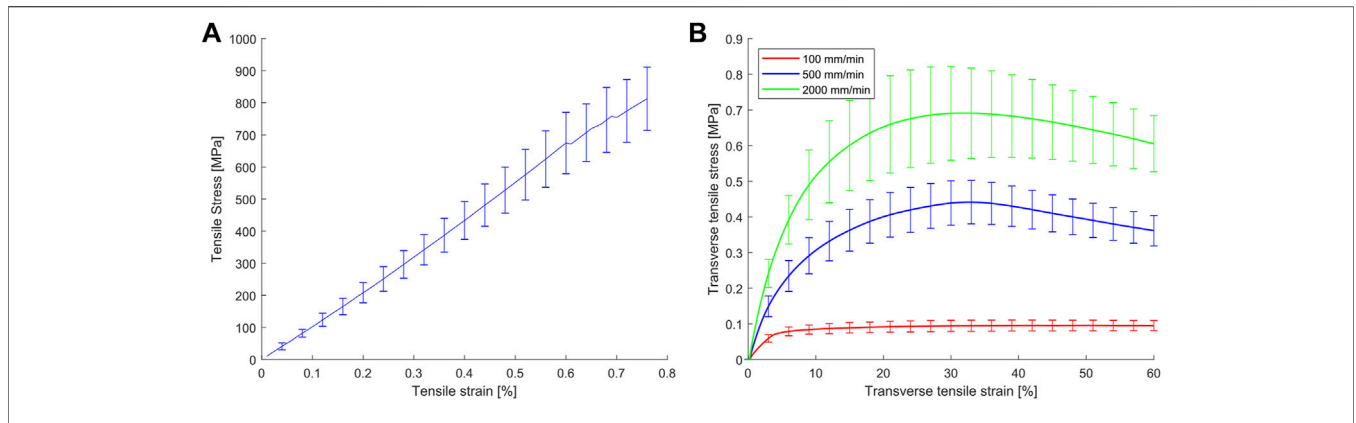 A
1000
900
800
700
600
500
400
300
200
100
0
Tensile Stress [MPa]
0 0.1 0.2 0.3 0.4 0.5 0.6 0.7 0.8
Tensile strain [%]
B
0.9
0.8
0.7
0.6
0.5
0.4
0.3
0.2
0.1
0
Transverse tensile stress [MPa]
100 mm/min
500 mm/min
2000 mm/min
0 10 20 30 40 50 60
Transverse tensile strain [%]